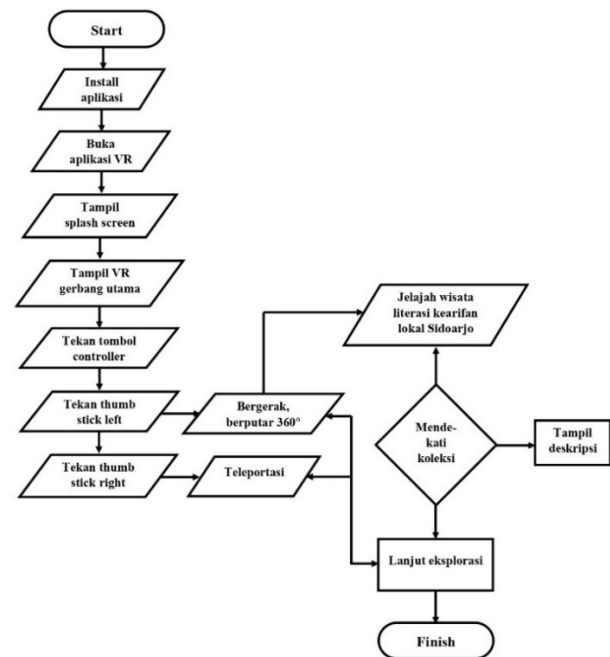 Start
Install
aplikasi
Buka
aplikasi VR
Tampil
splash screen
Tampil VR
gerbang utama
Tekan tombol
controller
Tekan thumb
stick left
Tekan thumb
stick right
Bergerak,
berputar 360°
Teleportasi
Jelajah wisata
literasi kearifan
lokal Sidoarjo
Mende-
kati
koleksi
Tampil
deskripsi
Lanjut eksplorasi
Finish